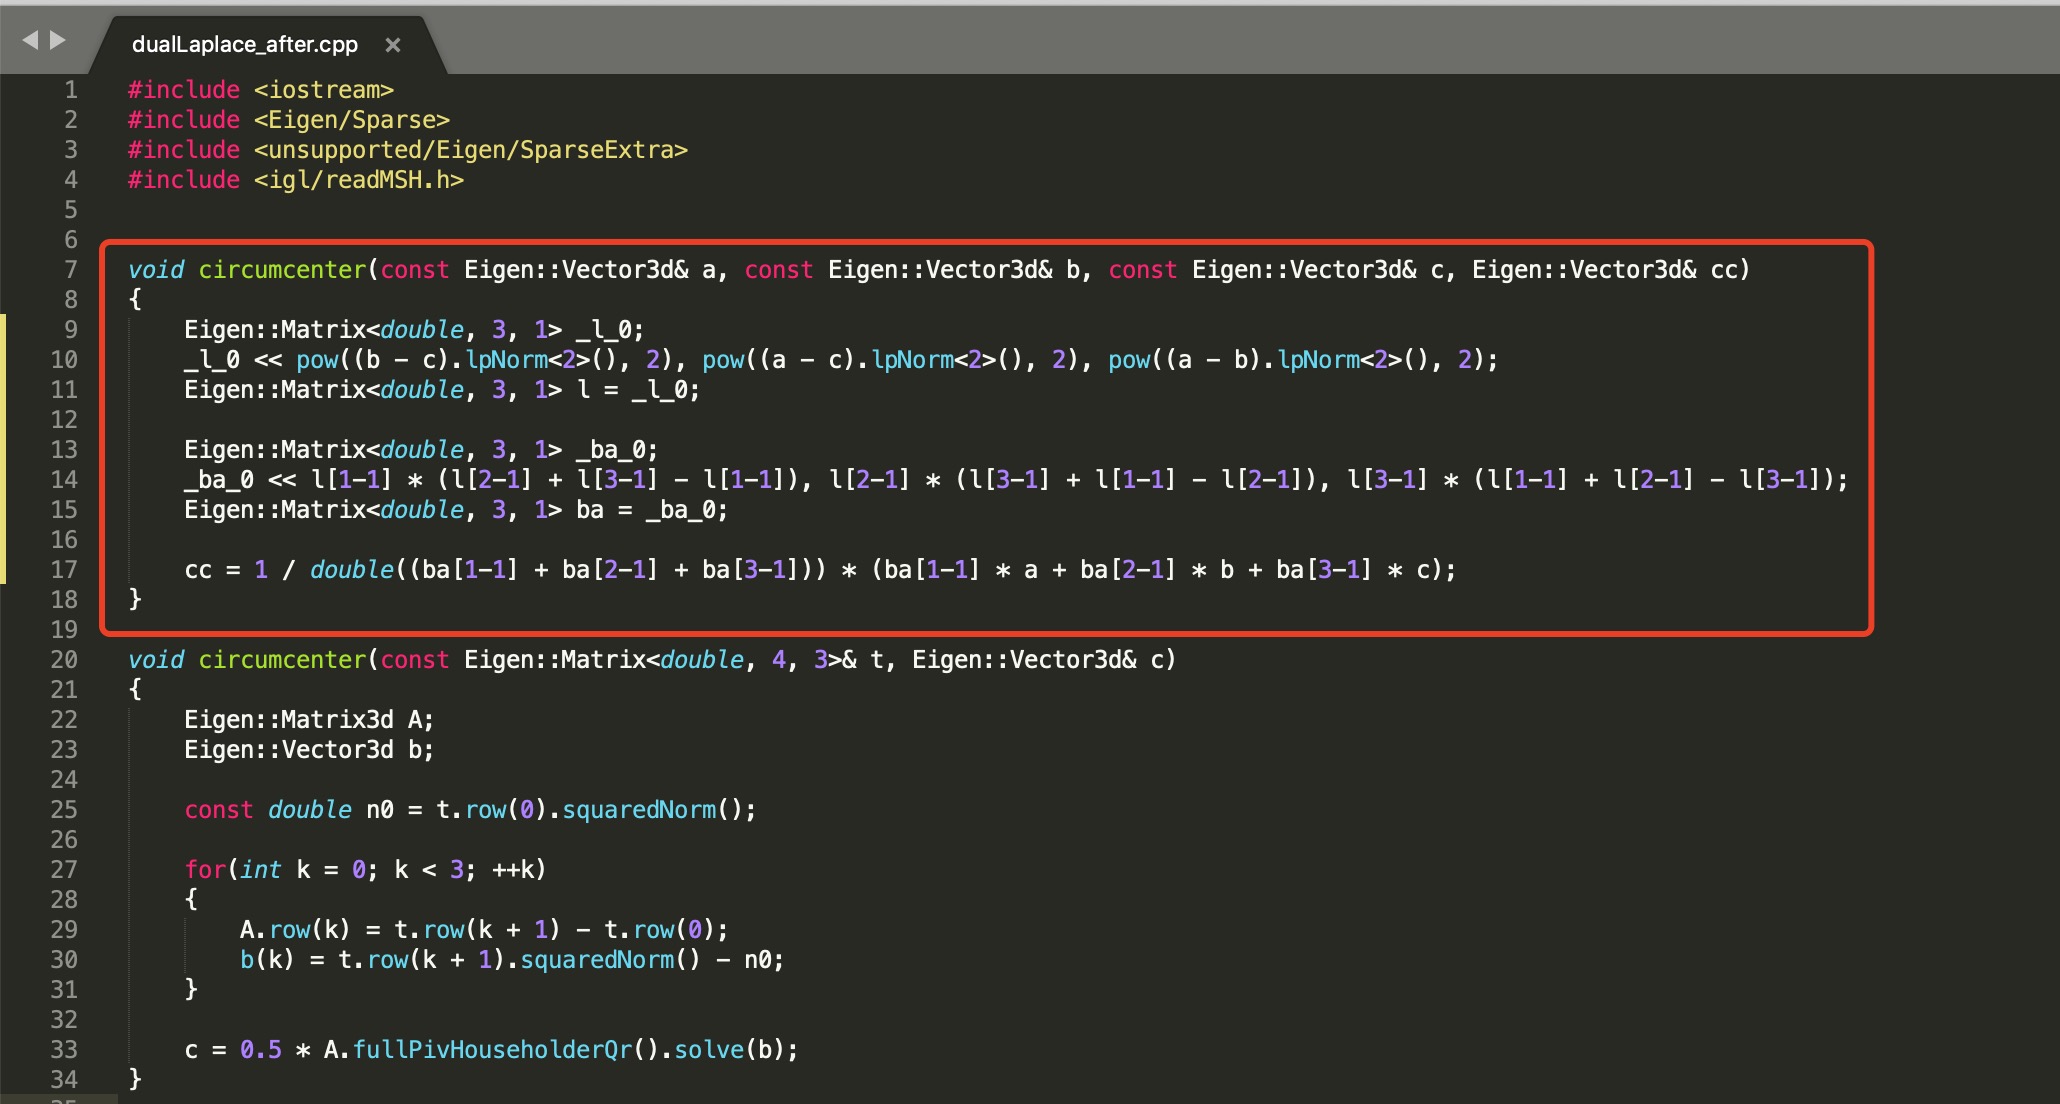 dualLaplace_after.cpp ×
1 #include <iostream>
2 #include <Eigen/Sparse>
3 #include <unsupported/Eigen/SparseExtra>
4 #include <igl/readMSH.h>
5
6
7 void circumcenter(const Eigen::Vector3d& a, const Eigen::Vector3d& b, const Eigen::Vector3d& c, Eigen::Vector3d& cc)
8 {
9     Eigen::Matrix<double, 3, 1> _l_0;
10     _l_0 << pow((b - c).lpNorm<2>(), 2), pow((a - c).lpNorm<2>(), 2), pow((a - b).lpNorm<2>(), 2);
11     Eigen::Matrix<double, 3, 1> l = _l_0;
12
13     Eigen::Matrix<double, 3, 1> _ba_0;
14     _ba_0 << l[1-1] * (l[2-1] + l[3-1] - l[1-1]), l[2-1] * (l[3-1] + l[1-1] - l[2-1]), l[3-1] * (l[1-1] + l[2-1] - l[3-1]);
15     Eigen::Matrix<double, 3, 1> ba = _ba_0;
16
17     cc = 1 / double((ba[1-1] + ba[2-1] + ba[3-1])) * (ba[1-1] * a + ba[2-1] * b + ba[3-1] * c);
18 }
19
20 void circumcenter(const Eigen::Matrix<double, 4, 3>& t, Eigen::Vector3d& c)
21 {
22     Eigen::Matrix3d A;
23     Eigen::Vector3d b;
24
25     const double n0 = t.row(0).squaredNorm();
26
27     for(int k = 0; k < 3; ++k)
28     {
29         A.row(k) = t.row(k + 1) - t.row(0);
30         b(k) = t.row(k + 1).squaredNorm() - n0;
31     }
32
33     c = 0.5 * A.fullPivHouseholderQr().solve(b);
34 }